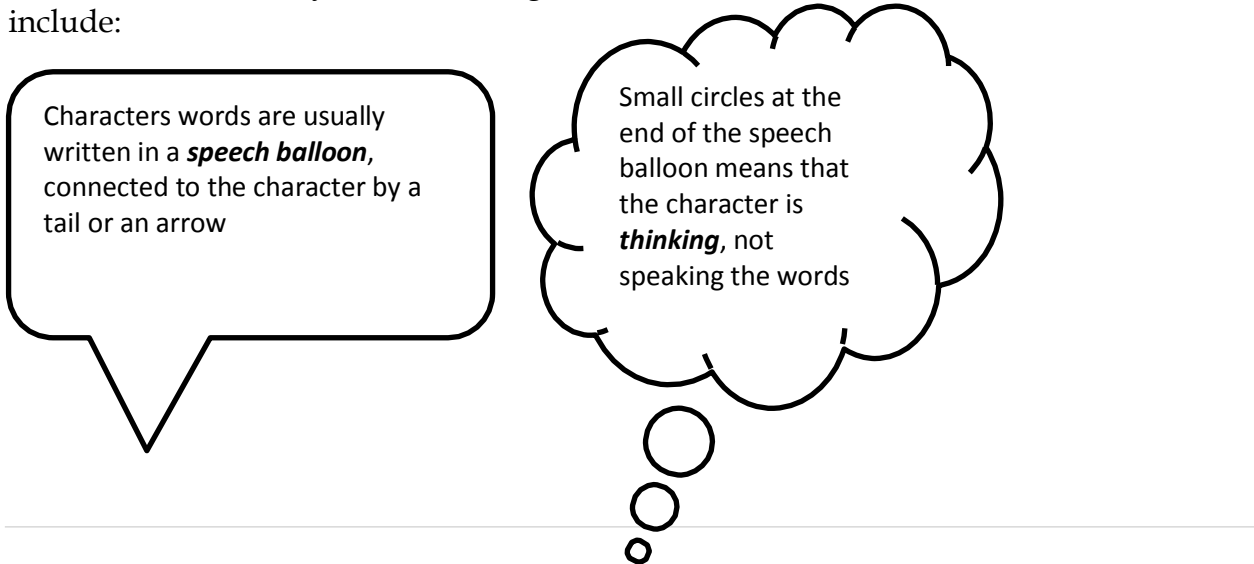 include:
Characters words are usually
written in a speech balloon,
connected to the character by a
tail or an arrow
Small circles at the
end of the speech
balloon means that
the character is
thinking, not
speaking the words